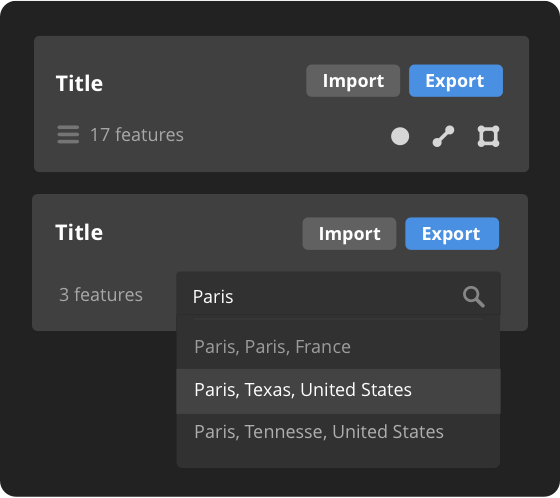 Title
Import
Export
17 features
Title
Import
Export
3 features
Paris
Paris, Paris, France
Paris, Texas, United States
Paris, Tennesse, United States